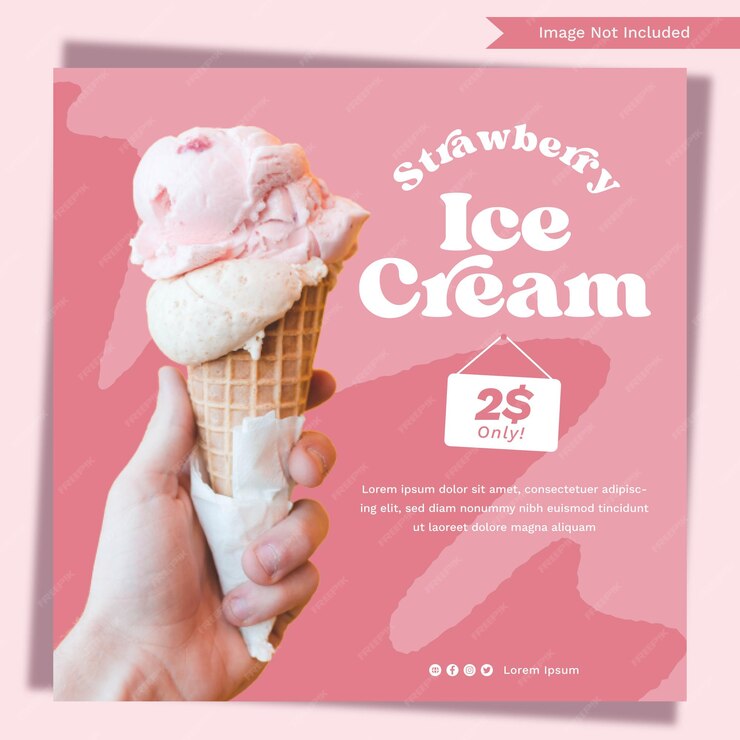 Image Not Included
Strawberry
Ice
Cream
2$
Only!
Lorem ipsum dolor sit amet, consectetuer adipisc-
ing elit, sed diam nonummy nibh euismod tincidunt
ut laoreet dolore magna aliquam
Lorem Ipsum